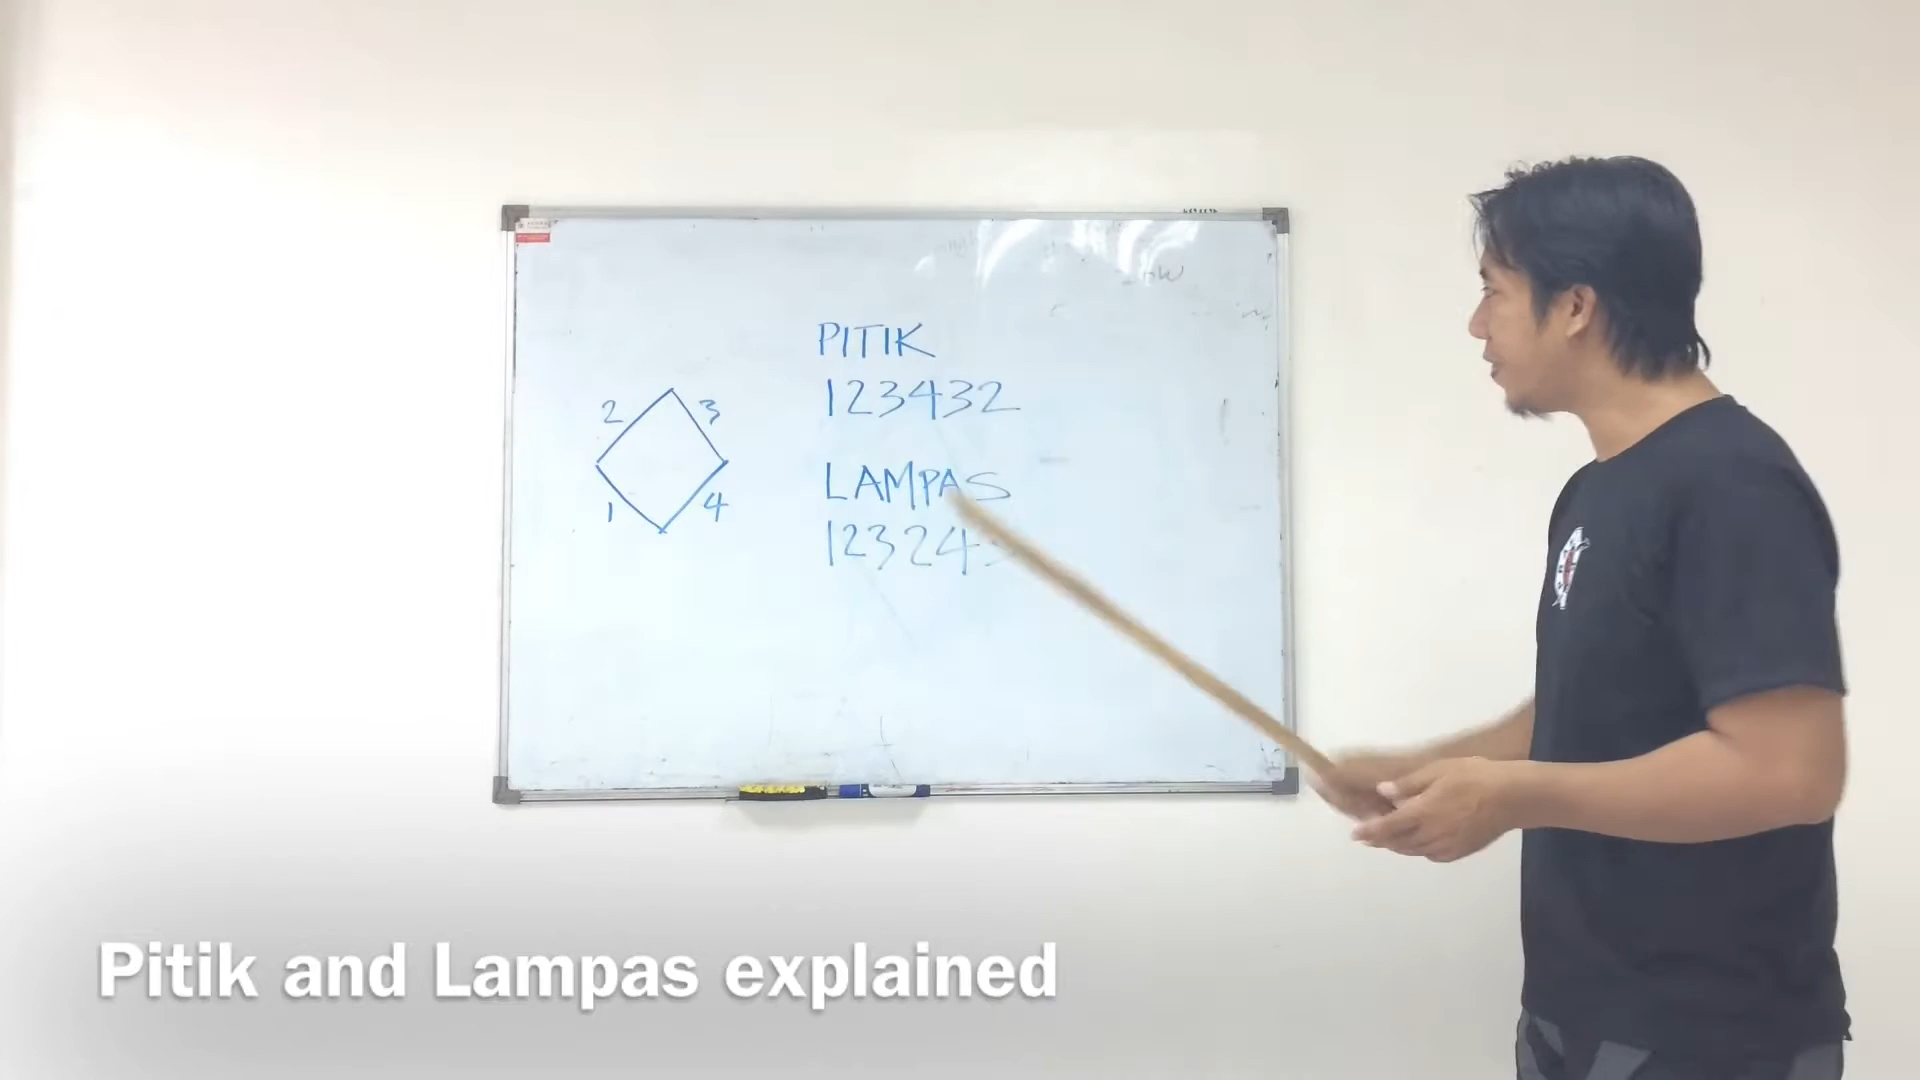 PITIK
123432
2 3
LAMPAS
1 4
12324
Pitik and Lampas explained